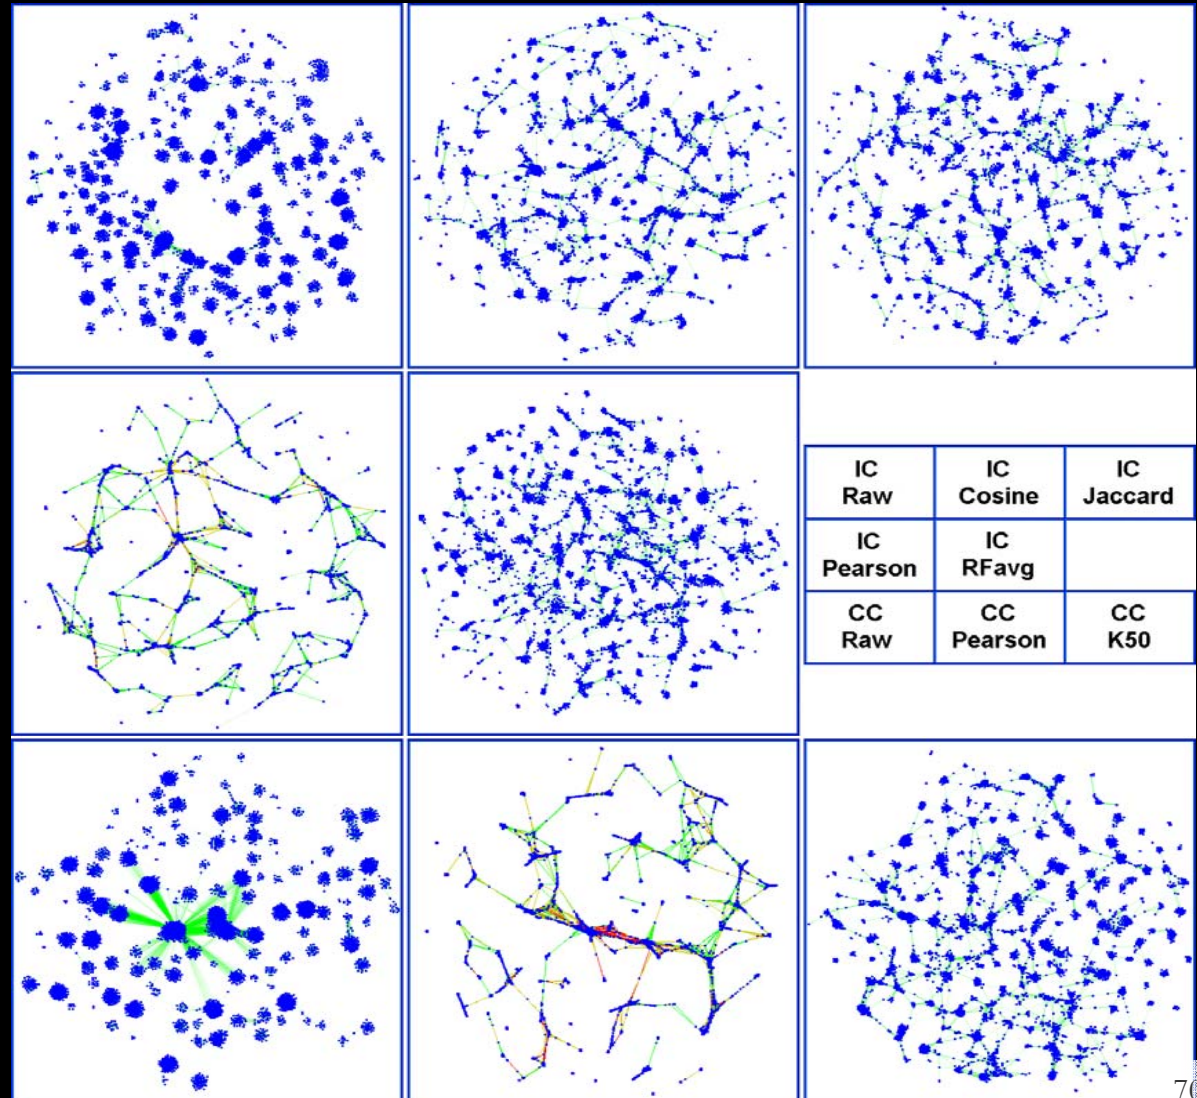 IC IC IC
Raw Cosine Jaccard
IC IC
Pearson RFavg
CC CC CC
Raw Pearson K50